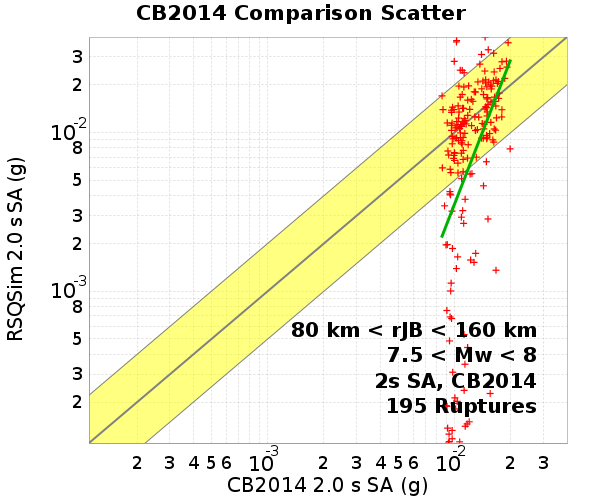 CB2014 Comparison Scatter
3
2
10-2
8
5
3
2
10-3
8
5
3
2
RSQSim 2.0 s SA (g)
80 km < rJB < 160 km
7.5 < Mw < 8
2s SA, CB2014
195 Ruptures
2 3 4 5 6 10-3 2 3 4 5 6 10-2 2 3
CB2014 2.0 s SA (g)